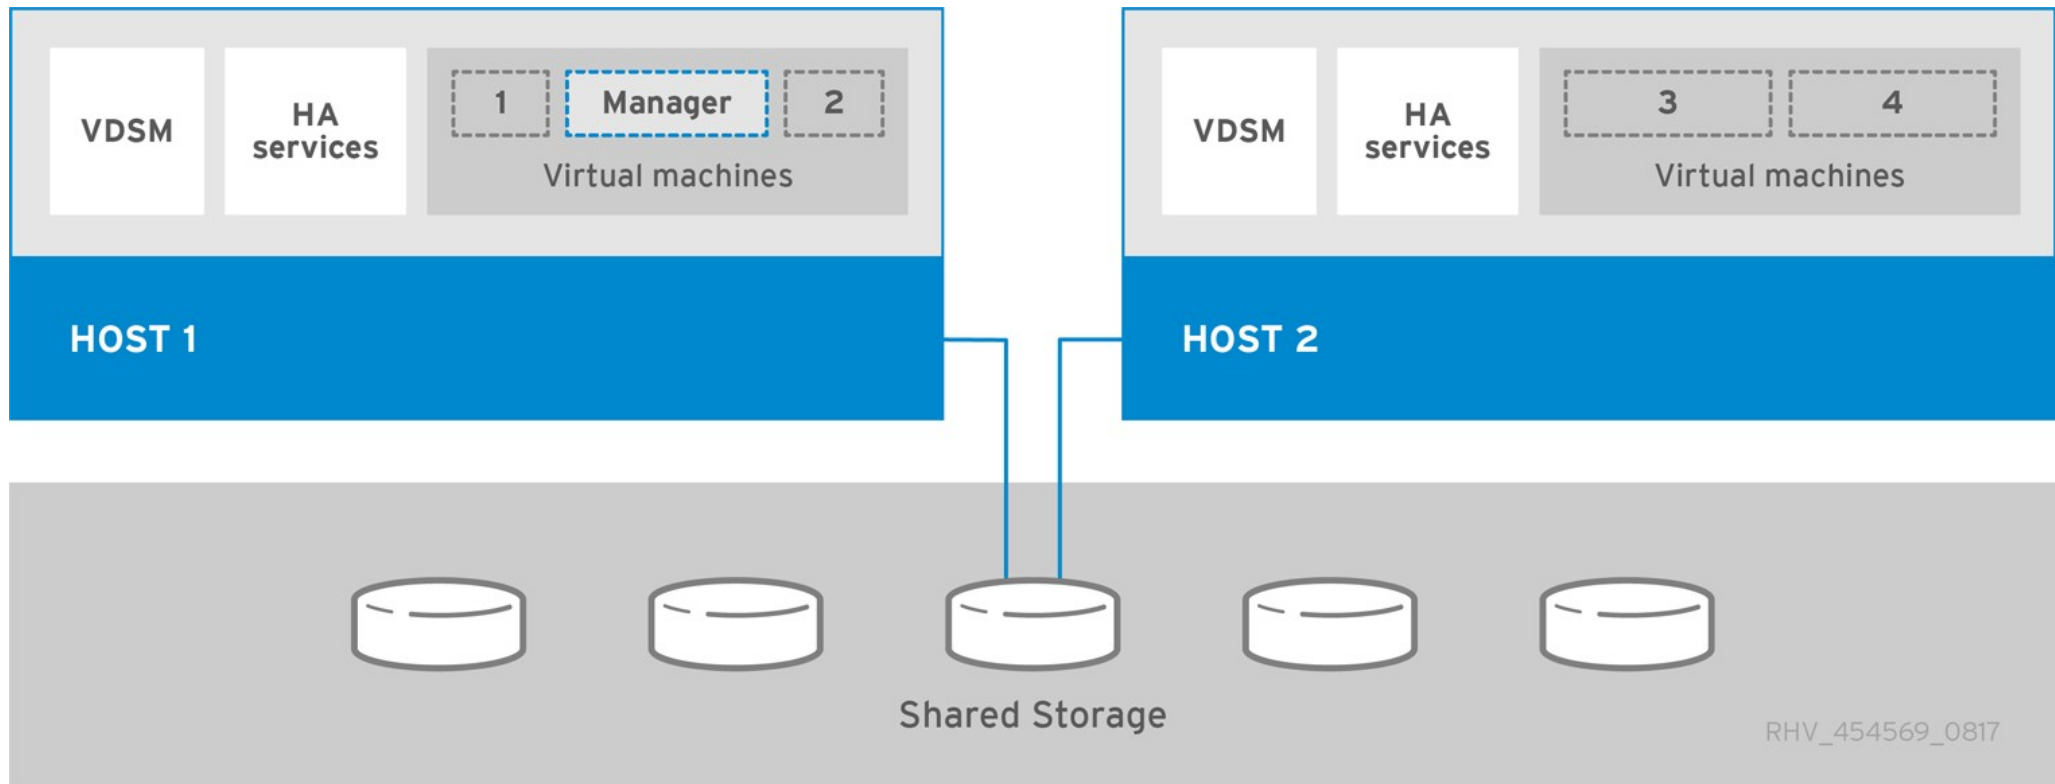 VDSM
HA
services
1
Manager
2
Virtual machines
HOST 1
VDSM
HA
services
3
4
Virtual machines
HOST 2
Shared Storage
RHV_454569_0817